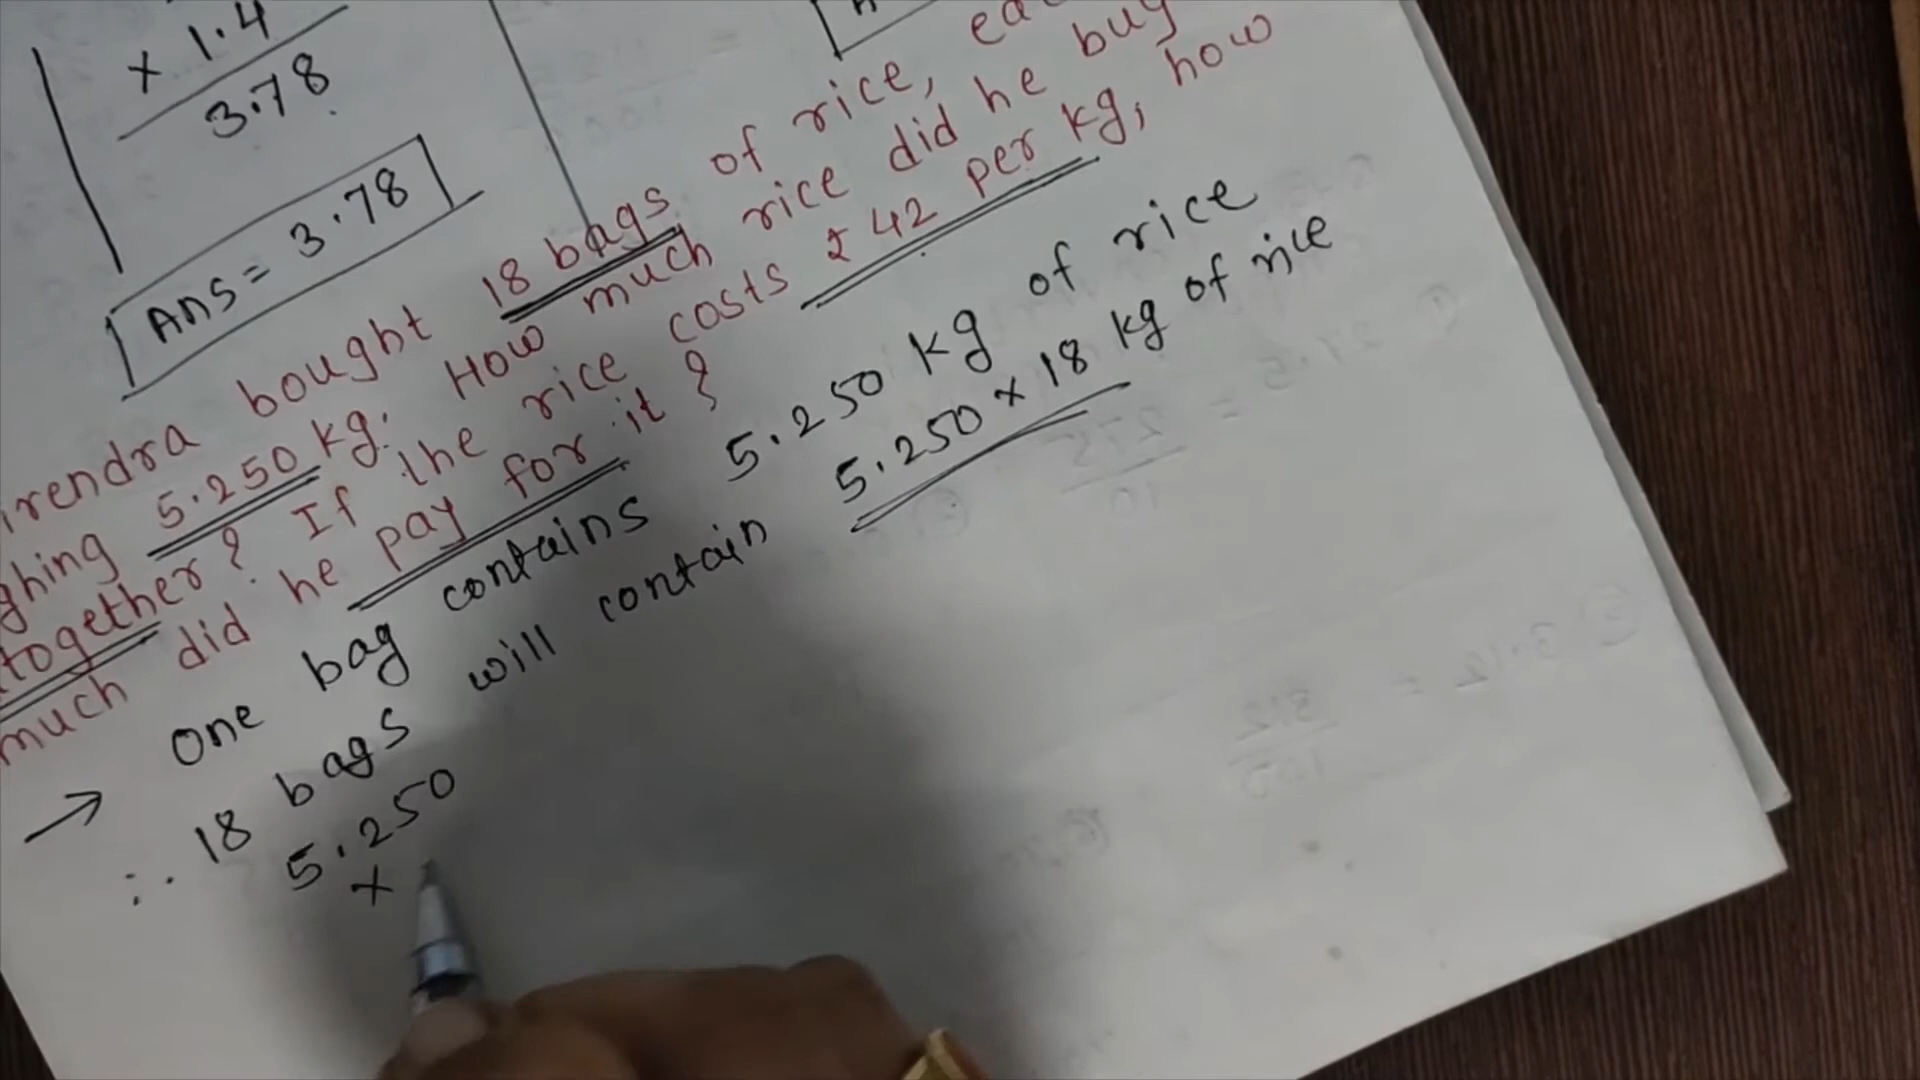 × 1.4
3.78
Ans = 3.78
irendra bought 18 bags of rice, ea
ghing 5.250 kg. How much rice did he buy
together? If the rice costs ₹ 42 per kg, how
much did he pay for it?
→ One bag contains 5.250 kg of rice
∴ 18 bags will contain 5.250 × 18 kg of rice
5.250
×